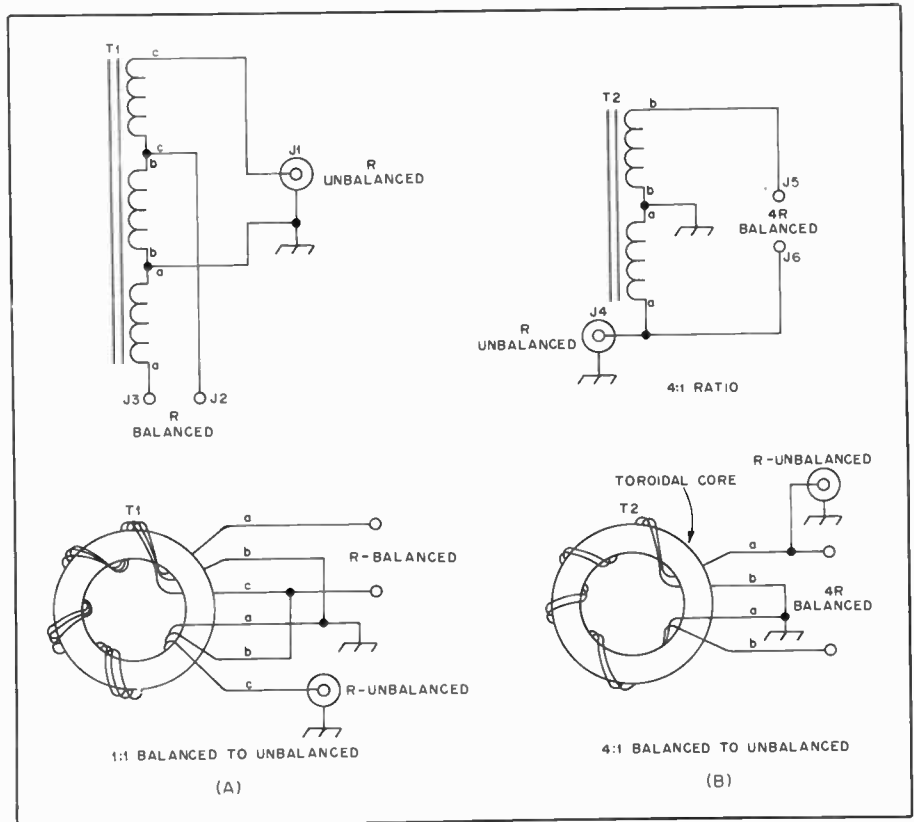 T1
c
c
b
b
a
a
J1
R
UNBALANCED
J3
J2
R
BALANCED
T2
b
b
a
a
J5
4R
BALANCED
J6
J4
R
UNBALANCED
4:1 RATIO
T1
a
b
R-BALANCED
c
a
b
c
R-UNBALANCED
1:1 BALANCED TO UNBALANCED
(A)
R-UNBALANCED
TOROIDAL CORE
T2
a
b
4R
BALANCED
a
b
4:1 BALANCED TO UNBALANCED
(B)